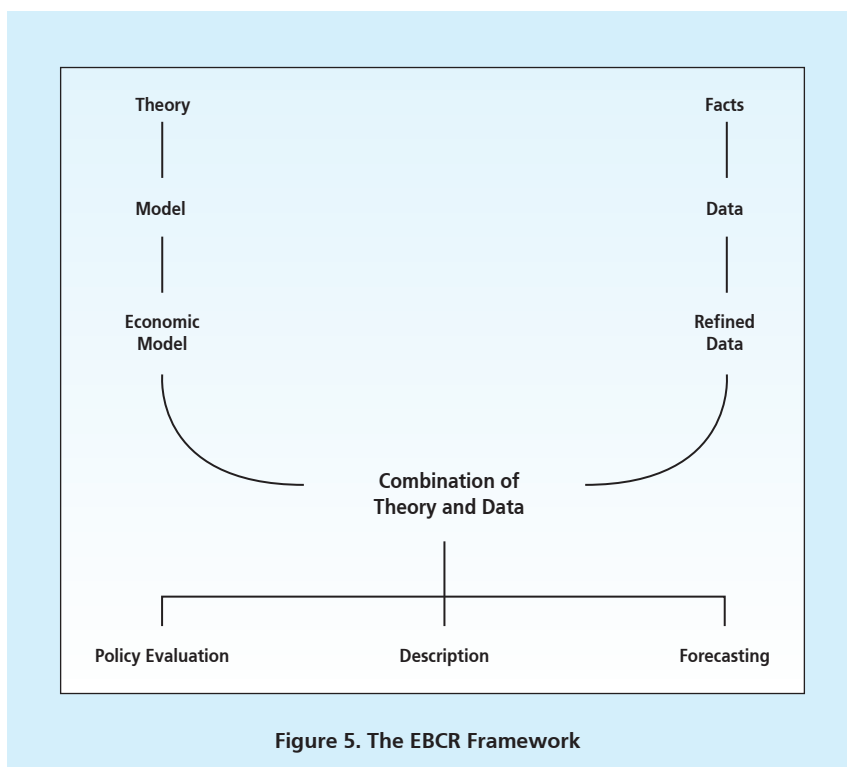 Theory
Facts
Model
Data
Economic
Model
Refined
Data
Combination of
Theory and Data
Policy Evaluation
Description
Forecasting
Figure 5. The EBCR Framework